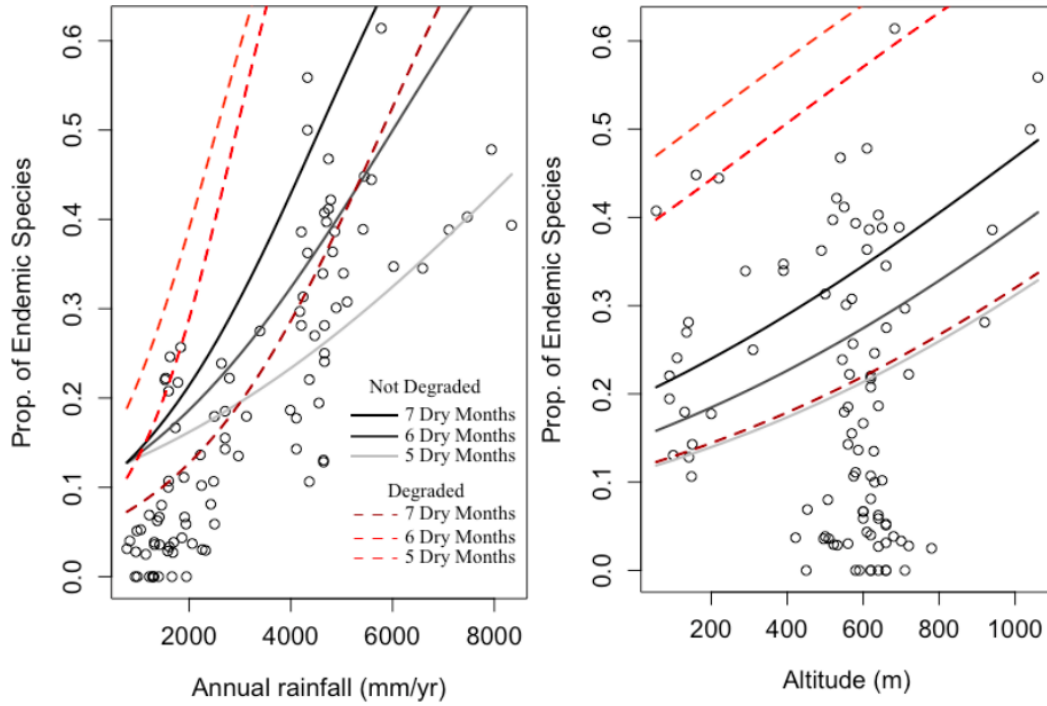 Prop. of Endemic Species
0.6
0.5
0.4
0.3
0.2
0.1
0.0
Not Degraded
7 Dry Months
6 Dry Months
5 Dry Months
Degraded
7 Dry Months
6 Dry Months
5 Dry Months
2000 4000 6000 8000
Annual rainfall (mm/yr)
Prop. of Endemic Species
0.6
0.5
0.4
0.3
0.2
0.1
0.0
200 400 600 800 1000
Altitude (m)